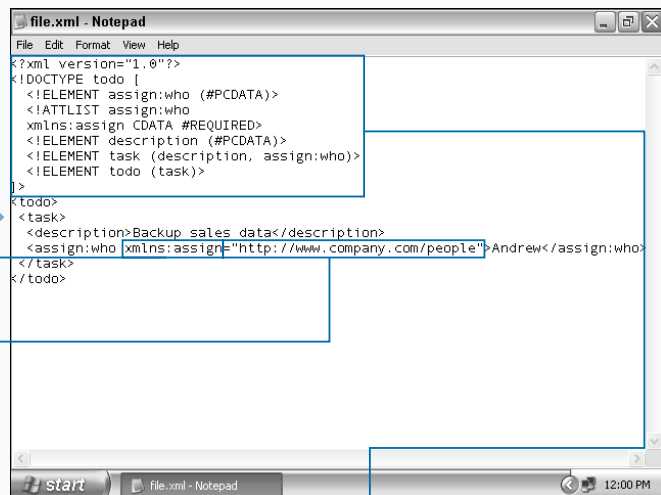 file.xml - Notepad
File Edit Format View Help
<?xml version="1.0"?>
<!DOCTYPE todo [
<!ELEMENT assign:who (#PCDATA)>
<!ATTLIST assign:who
xmlns:assign CDATA #REQUIRED>
<!ELEMENT description (#PCDATA)>
<!ELEMENT task (description, assign:who)>
<!ELEMENT todo (task)>
]>
<todo>
<task>
<description>Backup sales data</description>
<assign:who xmlns:assign="http://www.company.com/people">Andrew</assign:who>
</task>
</todo>
start file.xml - Notepad 12:00 PM